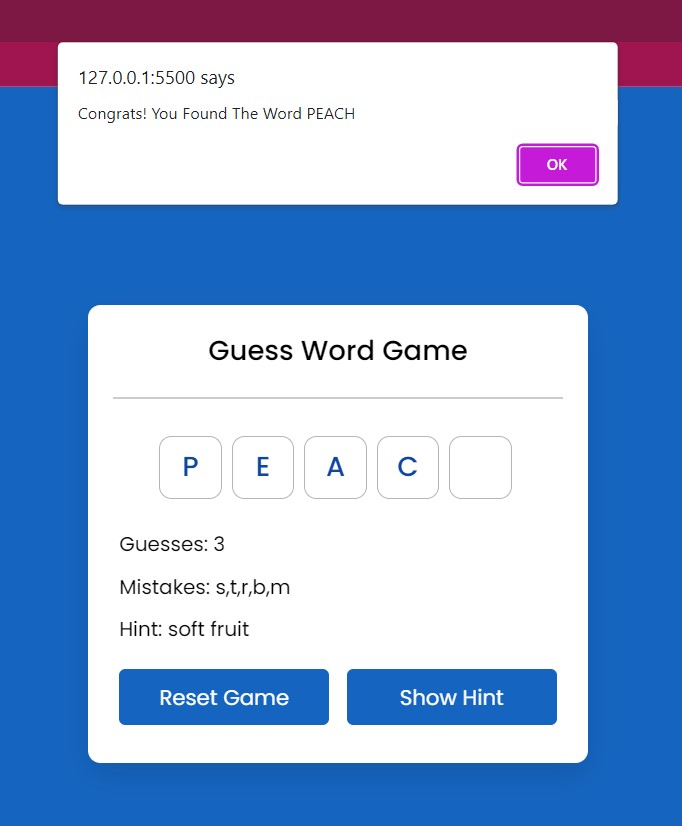 127.0.0.1:5500 says
Congrats! You Found The Word PEACH
OK
Guess Word Game
P E A C
Guesses: 3
Mistakes: s,t,r,b,m
Hint: soft fruit
Reset Game Show Hint